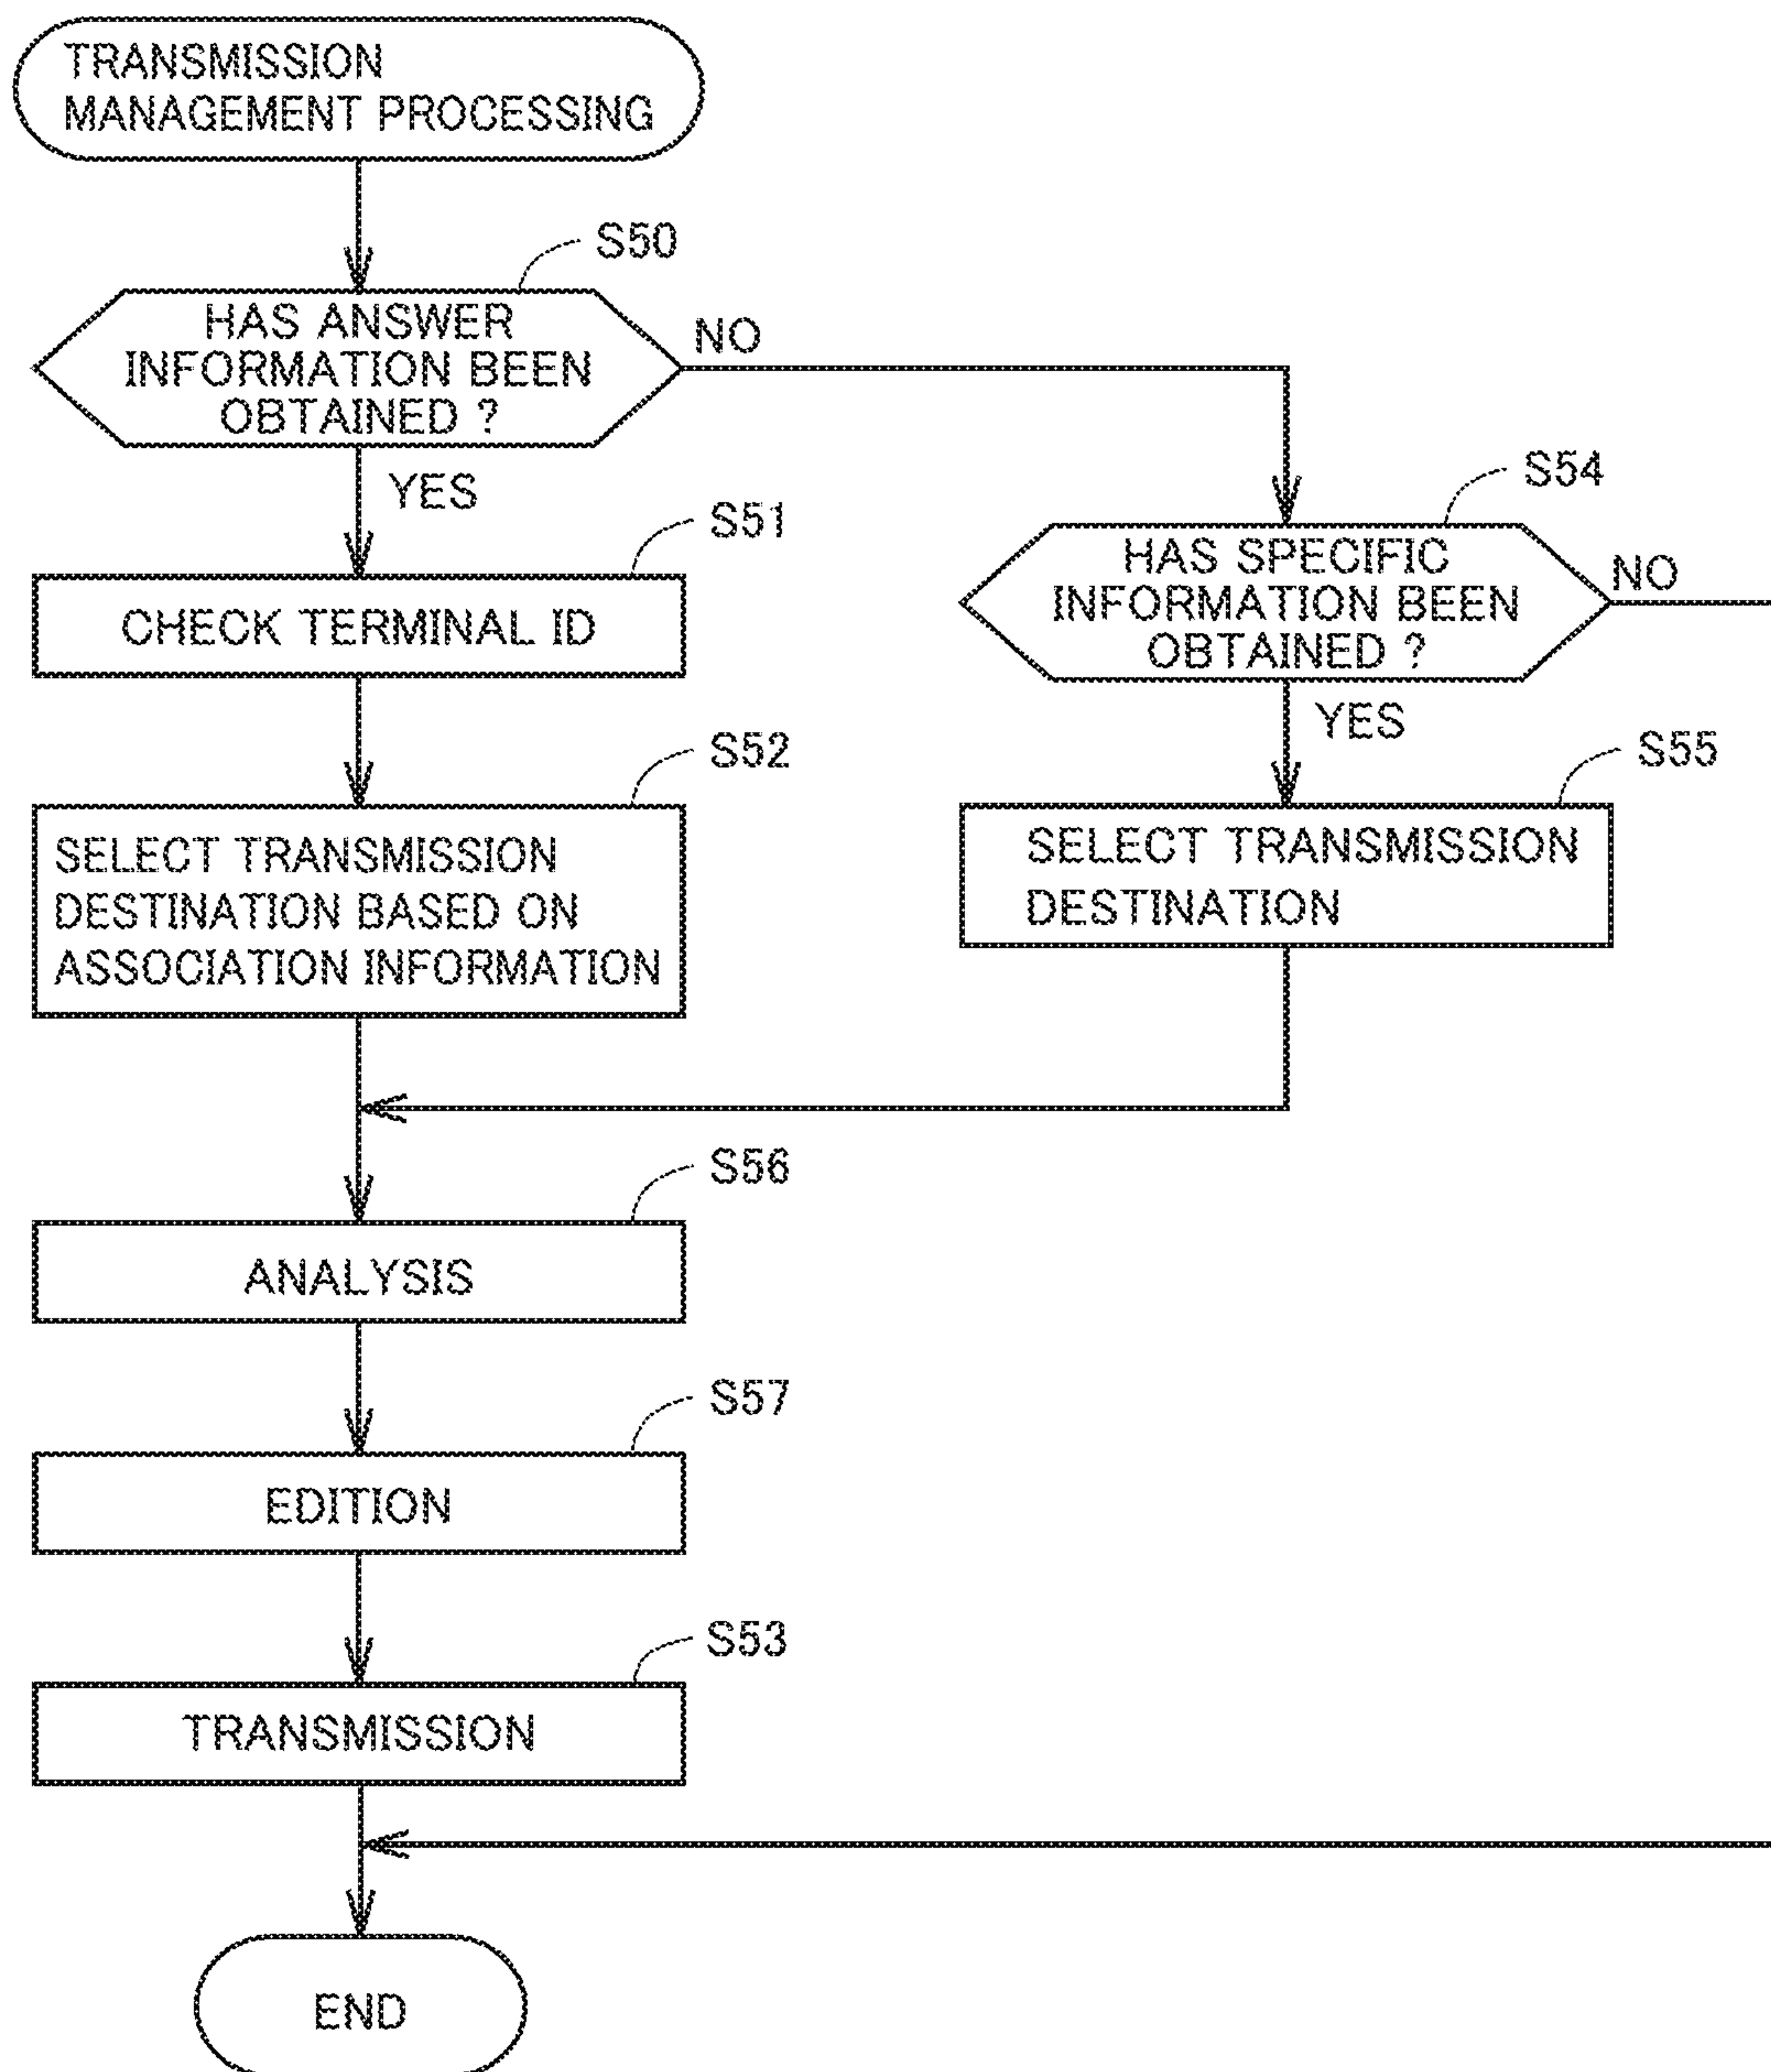 TRANSMISSION
MANAGEMENT PROCESSING
S50
HAS ANSWER
INFORMATION BEEN
OBTAINED ?
NO
YES
S54
HAS SPECIFIC
INFORMATION BEEN
OBTAINED ?
NO
YES
S51
CHECK TERMINAL ID
S52
SELECT TRANSMISSION
DESTINATION BASED ON
ASSOCIATION INFORMATION
S55
SELECT TRANSMISSION
DESTINATION
S56
ANALYSIS
S57
EDITION
S53
TRANSMISSION
END